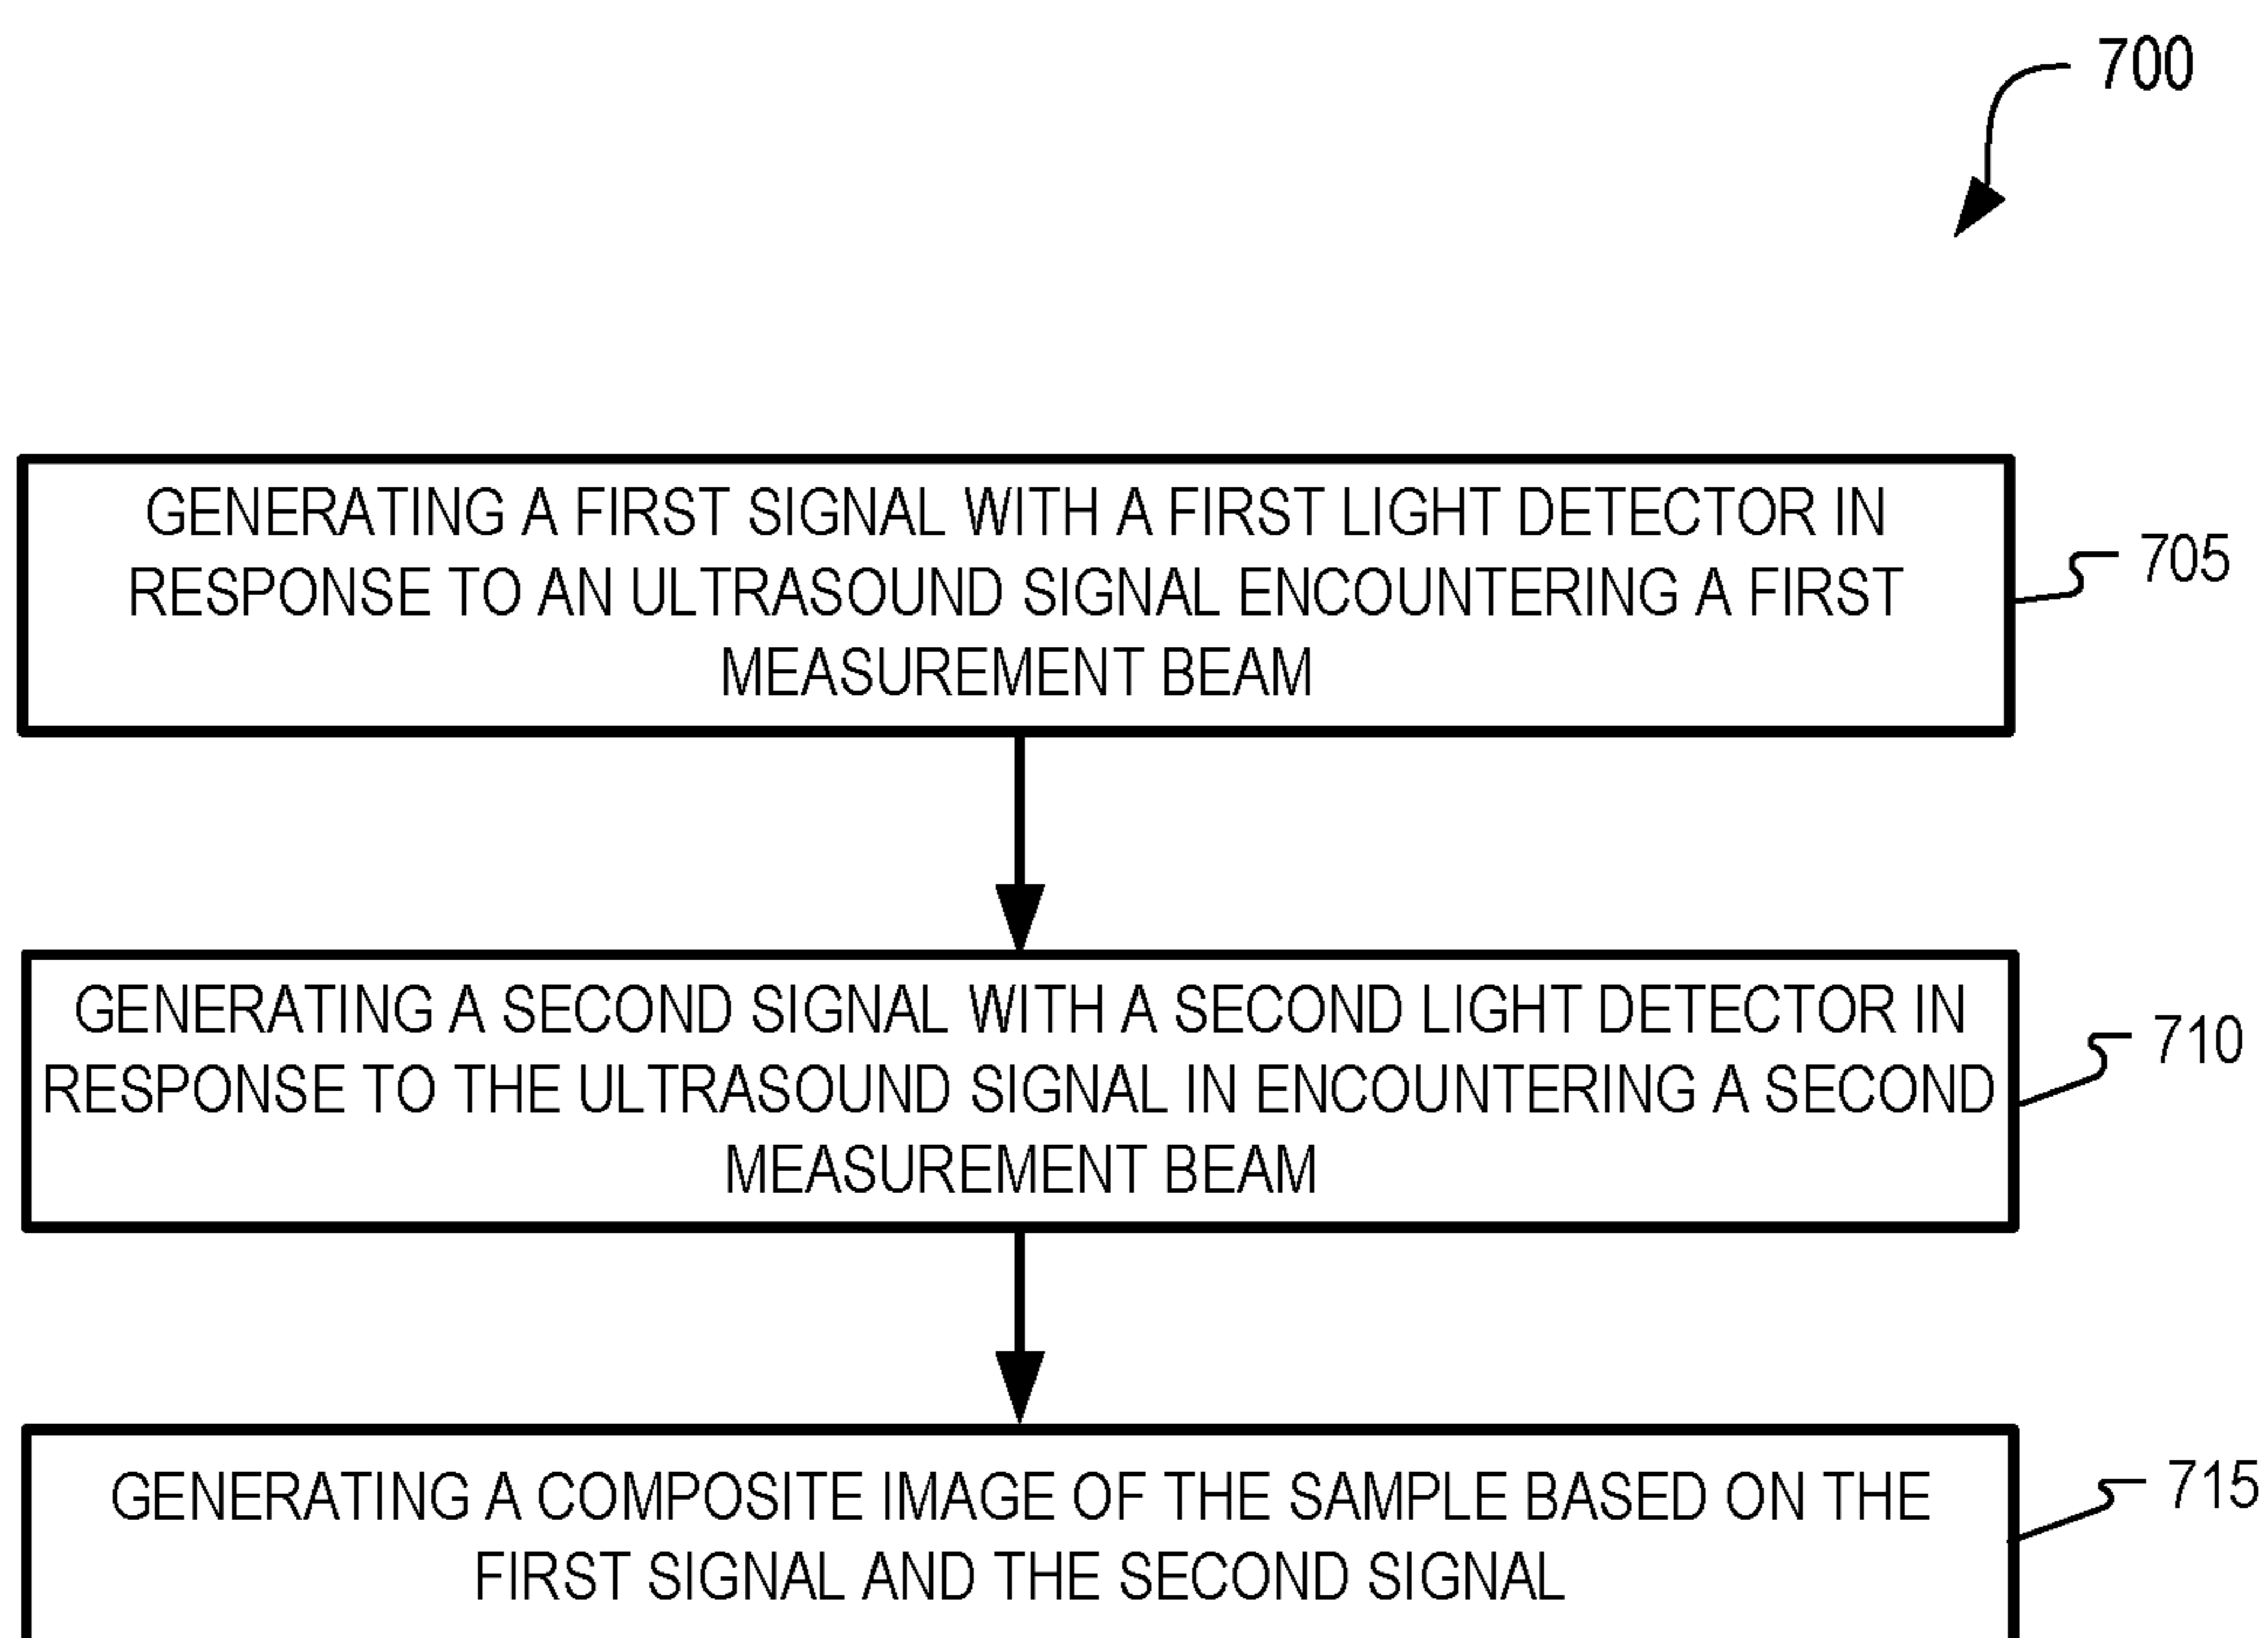 700
GENERATING A FIRST SIGNAL WITH A FIRST LIGHT DETECTOR IN
RESPONSE TO AN ULTRASOUND SIGNAL ENCOUNTERING A FIRST
MEASUREMENT BEAM
705
GENERATING A SECOND SIGNAL WITH A SECOND LIGHT DETECTOR IN
RESPONSE TO THE ULTRASOUND SIGNAL IN ENCOUNTERING A SECOND
MEASUREMENT BEAM
710
GENERATING A COMPOSITE IMAGE OF THE SAMPLE BASED ON THE
FIRST SIGNAL AND THE SECOND SIGNAL
715